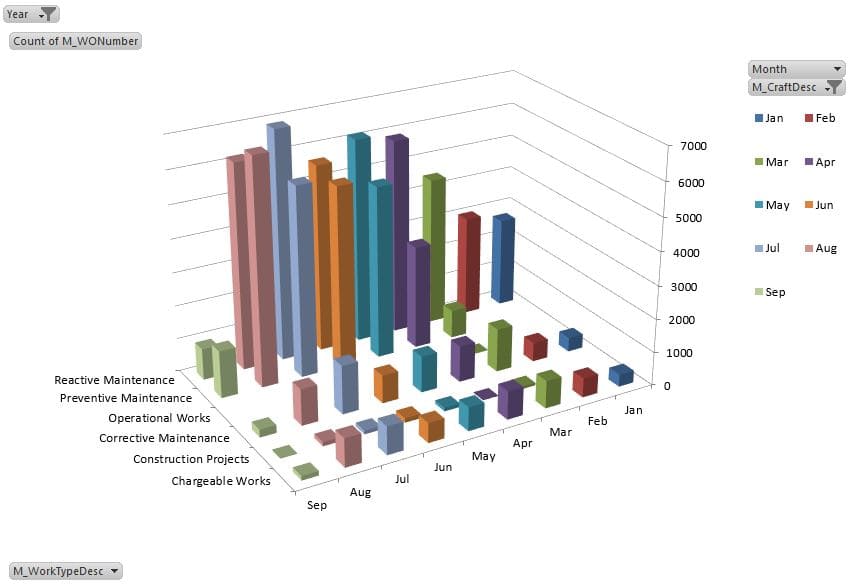 Year
Count of M_WONumber
Month
M_CraftDesc
Jan Feb
Mar Apr
May Jun
Jul Aug
Sep
7000
6000
5000
4000
3000
2000
1000
0
Reactive Maintenance
Preventive Maintenance
Operational Works
Corrective Maintenance
Construction Projects
Chargeable Works
Sep
Aug
Jul
Jun
May
Apr
Mar
Feb
Jan
M_WorkTypeDesc